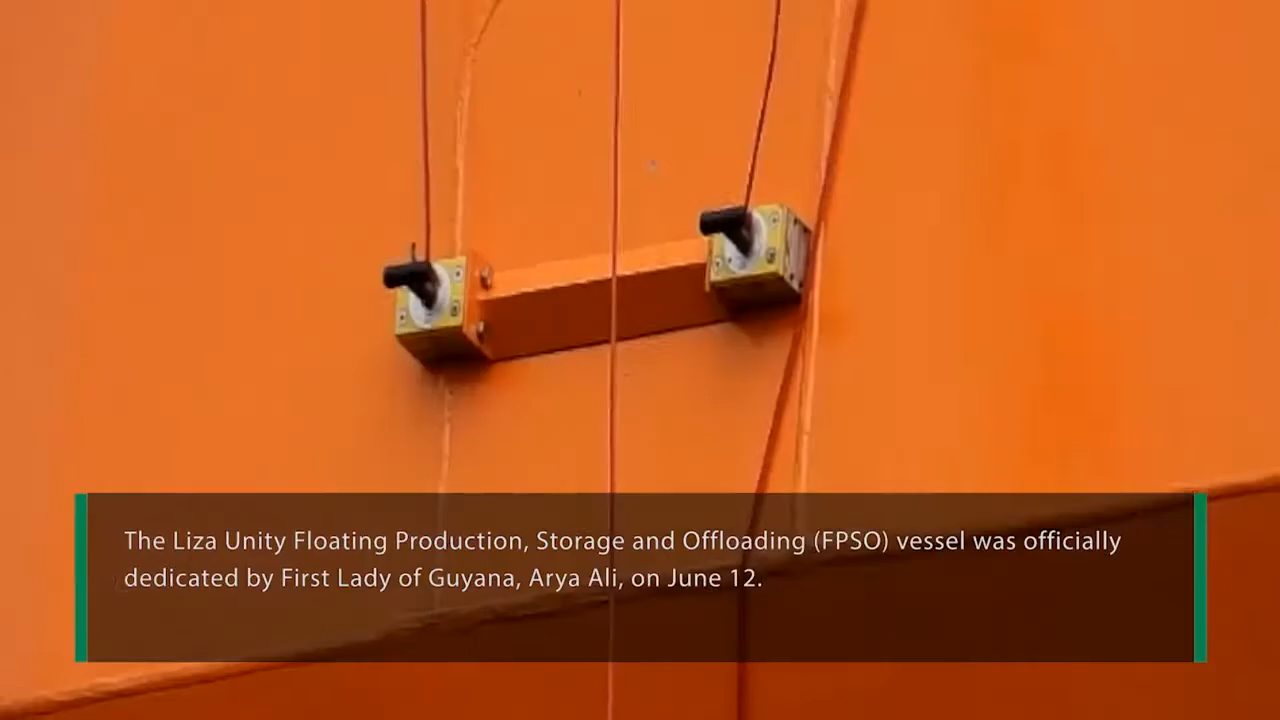 The Liza Unity Floating Production, Storage and Offloading (FPSO) vessel was officially
dedicated by First Lady of Guyana, Arya Ali, on June 12.